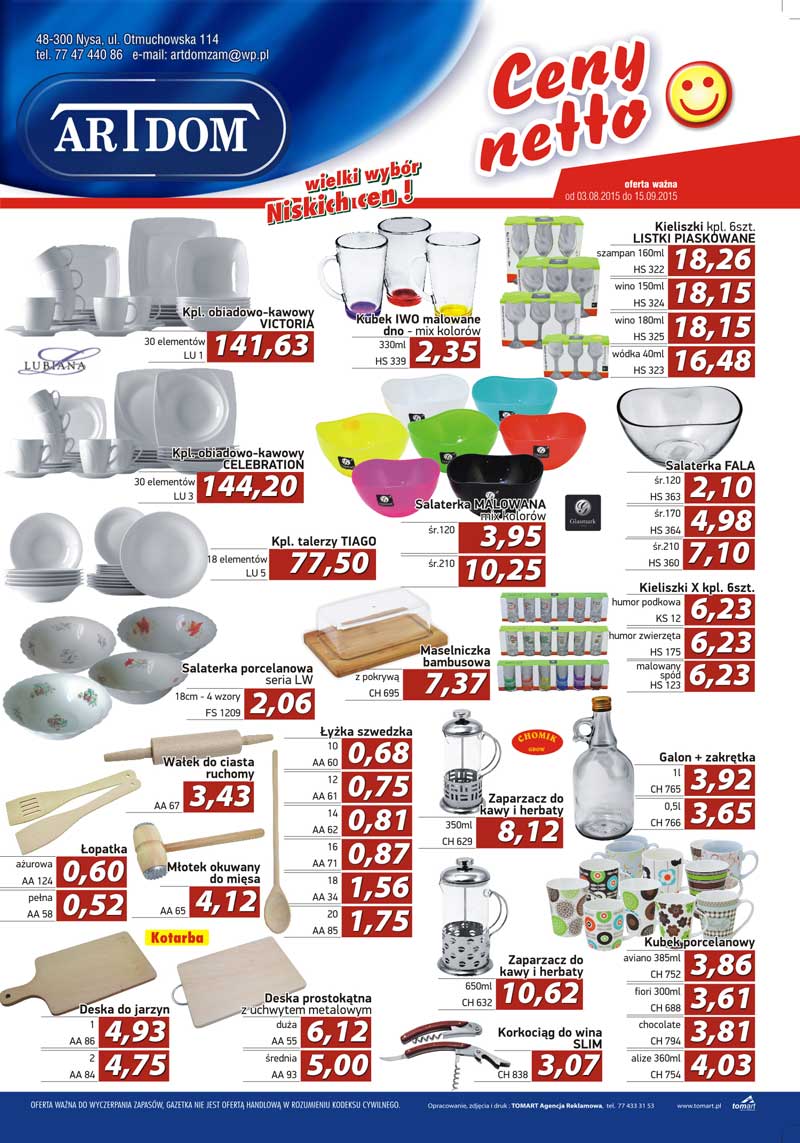 48-300 Nysa, ul. Otmuchowska 114
tel. 77 47 440 86 e-mail: artdomzam@wp.pl
ARTDOM
Ceny
netto
wielki wybór
Niskich cen !
oferta ważna
od 03.08.2015 do 15.09.2015
Kpl. obiadowo-kawowy
VICTORIA
30 elementów
LU 1
141,63
LUBIANA
Kubek IWO malowane
dno - mix kolorów
330ml
HS 339
2,35
Kieliszki kpl. 6szt.
LISTKI PIASKOWANE
szampan 160ml
HS 322
18,26
wino 150ml
HS 324
18,15
wino 180ml
HS 325
18,15
wódka 40ml
HS 323
16,48
Kpl. obiadowo-kawowy
CELEBRATION
30 elementów
LU 3
144,20
Salaterka MALOWANA
mix kolorów
śr.120
3,95
śr.210
10,25
Glasmark
Salaterka FALA
śr.120
HS 363
2,10
śr.170
HS 364
4,98
śr.210
HS 360
7,10
Kpl. talerzy TIAGO
18 elementów
LU 5
77,50
Salaterka porcelanowa
seria LW
18cm - 4 wzory
FS 1209
2,06
Maselniczka
bambusowa
z pokrywą
CH 695
7,37
Kieliszki X kpl. 6szt.
humor podkowa
KS 12
6,23
humor zwierzęta
HS 175
6,23
malowany
spód
HS 123
6,23
Wałek do ciasta
ruchomy
AA 67
3,43
Łyżka szwedzka
10
AA 60
0,68
12
AA 61
0,75
14
AA 62
0,81
16
AA 71
0,87
18
AA 34
1,56
20
AA 85
1,75
CHOMIK
GROW
Zaparzacz do
kawy i herbaty
350ml
CH 629
8,12
Galon + zakrętka
1l
CH 765
3,92
0,5l
CH 766
3,65
Łopatka
ażurowa
AA 124
0,60
pełna
AA 58
0,52
Młotek okuwany
do mięsa
AA 65
4,12
Kotarba
Deska do jarzyn
1
AA 86
4,93
2
AA 84
4,75
Deska prostokątna
z uchwytem metalowym
duża
AA 55
6,12
średnia
AA 93
5,00
Zaparzacz do
kawy i herbaty
650ml
CH 632
10,62
Korkociąg do wina
SLIM
CH 838
3,07
Kubek porcelanowy
aviano 385ml
CH 752
3,86
fiori 300ml
CH 688
3,61
chocolate
CH 794
3,81
alize 360ml
CH 754
4,03
OFERTA WAŻNA DO WYCZERPANIA ZAPASÓW, GAZETKA NIE JEST OFERTĄ HANDLOWĄ W ROZUMIENIU KODEKSU CYWILNEGO.
Opracowanie, zdjęcia i druk : TOMART Agencja Reklamowa, tel. 77 433 31 53
www.tomart.pl
tomart